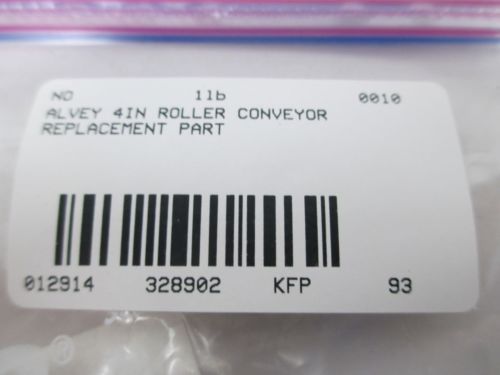 NO 1lb 0010
ALVEY 4IN ROLLER CONVEYOR
REPLACEMENT PART
012914 328902 KFP 93
®